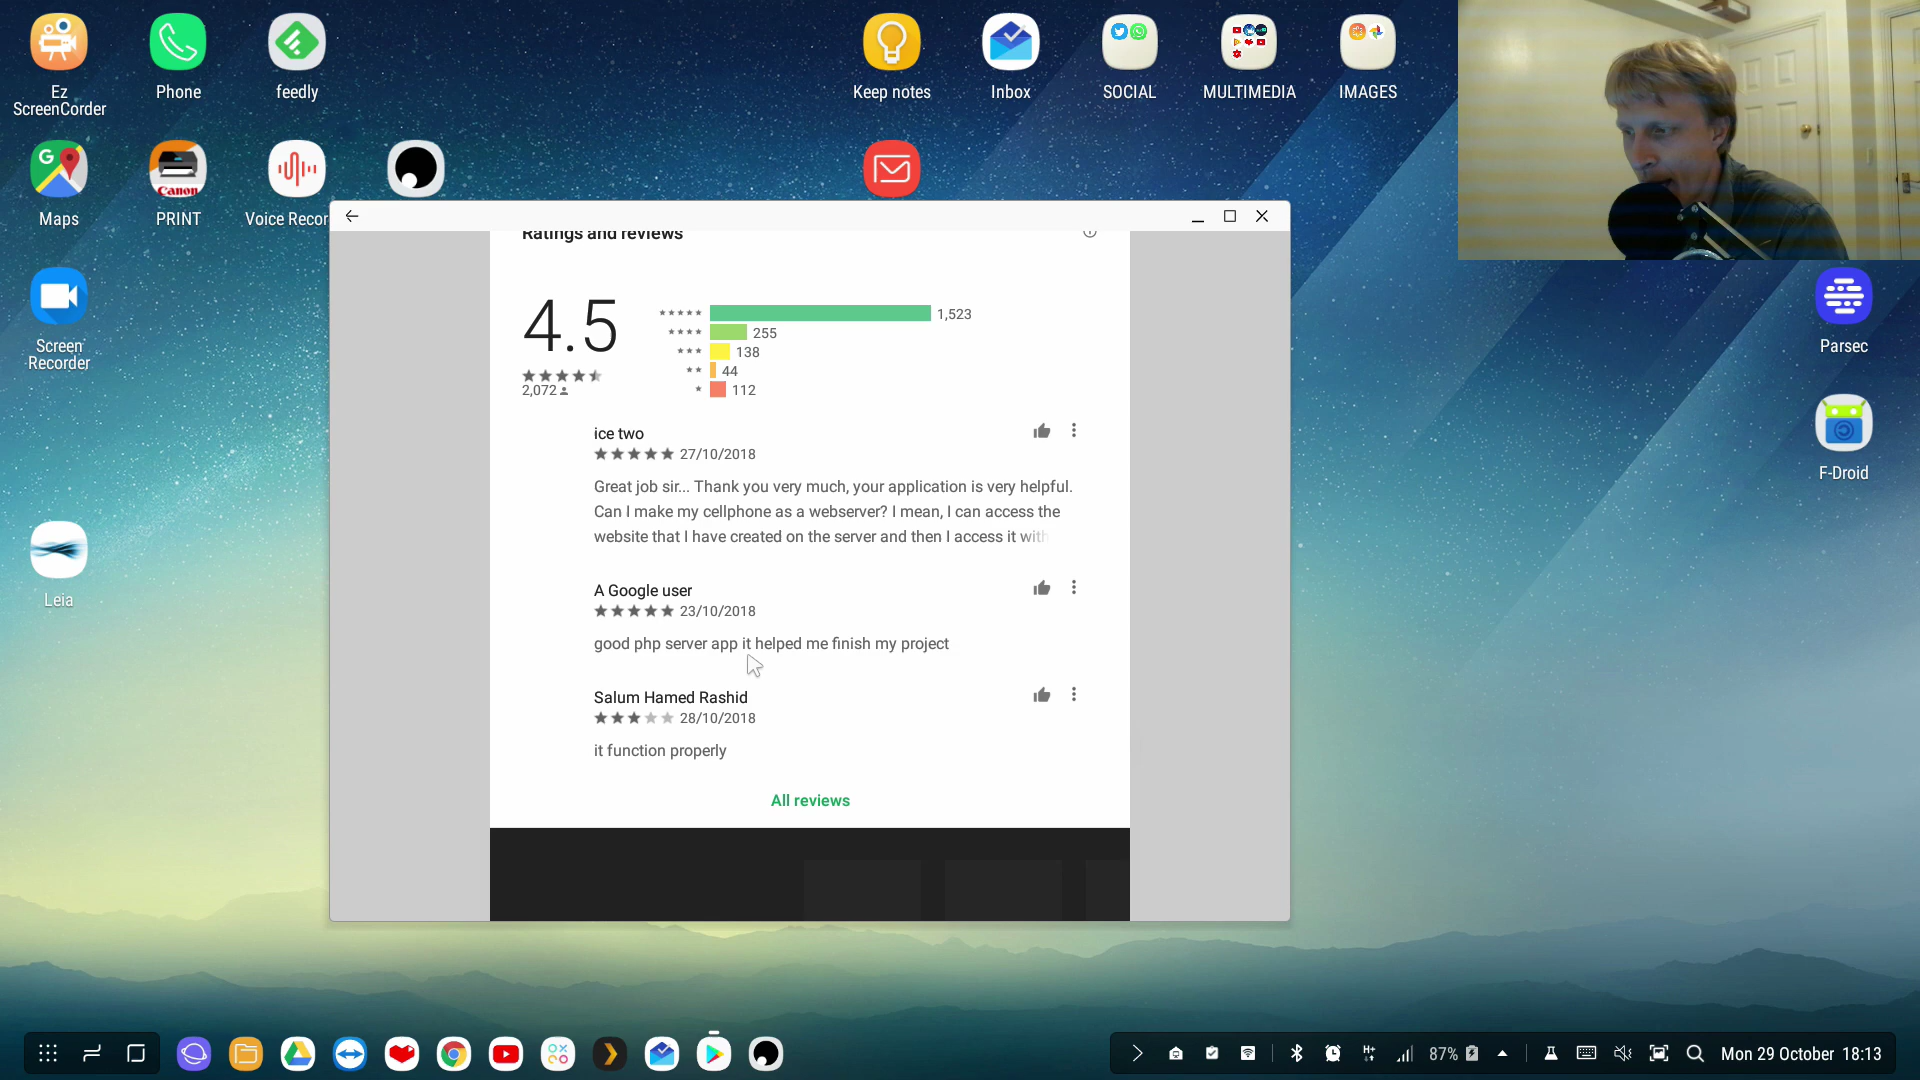 Ez
ScreenCorder
Phone
feedly
Keep notes
Inbox
SOCIAL
MULTIMEDIA
IMAGES
G
Canon
Maps
PRINT
Voice Recor
Screen
Recorder
Parsec
F-Droid
Leia
Ratings and reviews
4.5
2,072
1,523
255
138
44
112
ice two
27/10/2018
Great job sir... Thank you very much, your application is very helpful.
Can I make my cellphone as a webserver? I mean, I can access the
website that I have created on the server and then I access it with
A Google user
23/10/2018
good php server app it helped me finish my project
Salum Hamed Rashid
28/10/2018
it function properly
All reviews
H+
87%
Mon 29 October 18:13